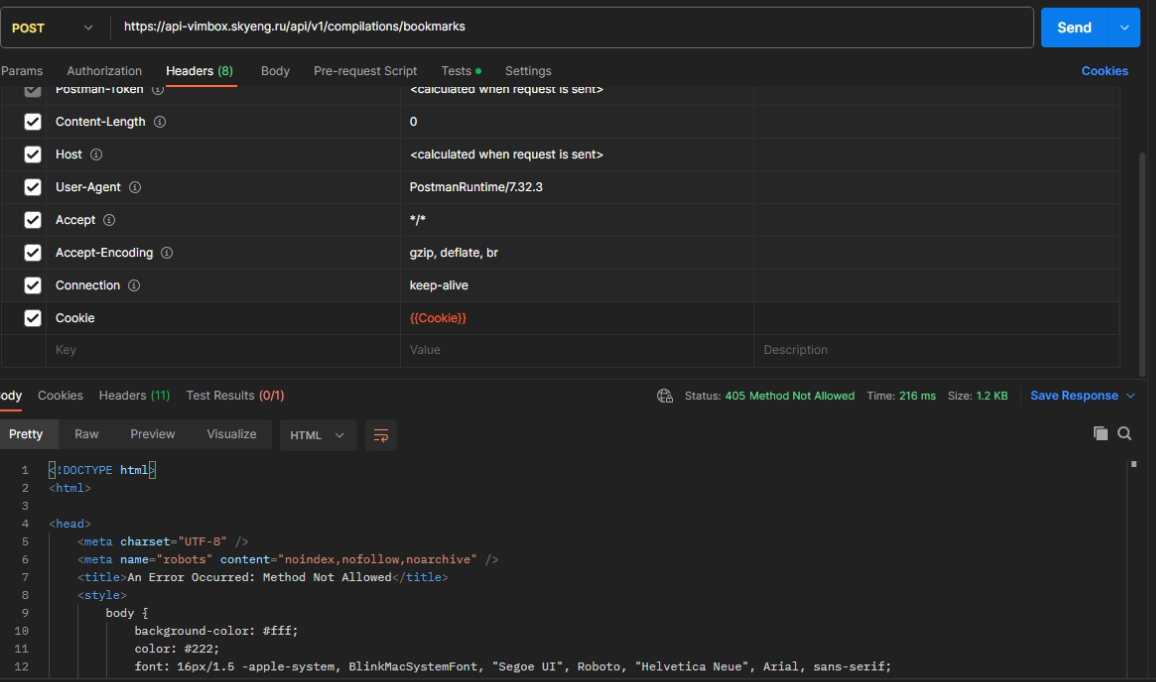 POST https://api-vimbox.skyeng.ru/api/v1/compilations/bookmarks Send
Params Authorization Headers (8) Body Pre-request Script Tests Settings Cookies
Postman-Token <calculated when request is sent>
Content-Length 0
Host <calculated when request is sent>
User-Agent PostmanRuntime/7.32.3
Accept */*
Accept-Encoding gzip, deflate, br
Connection keep-alive
Cookie {{Cookie}}
Key Value Description
ody Cookies Headers (11) Test Results (0/1) Status: 405 Method Not Allowed Time: 216 ms Size: 1.2 KB Save Response
Pretty Raw Preview Visualize HTML
1 <!DOCTYPE html>
2 <html>
3
4 <head>
5 <meta charset="UTF-8" />
6 <meta name="robots" content="noindex,nofollow,noarchive" />
7 <title>An Error Occurred: Method Not Allowed</title>
8 <style>
9 body {
10 background-color: #fff;
11 color: #222;
12 font: 16px/1.5 -apple-system, BlinkMacSystemFont, "Segoe UI", Roboto, "Helvetica Neue", Arial, sans-serif;